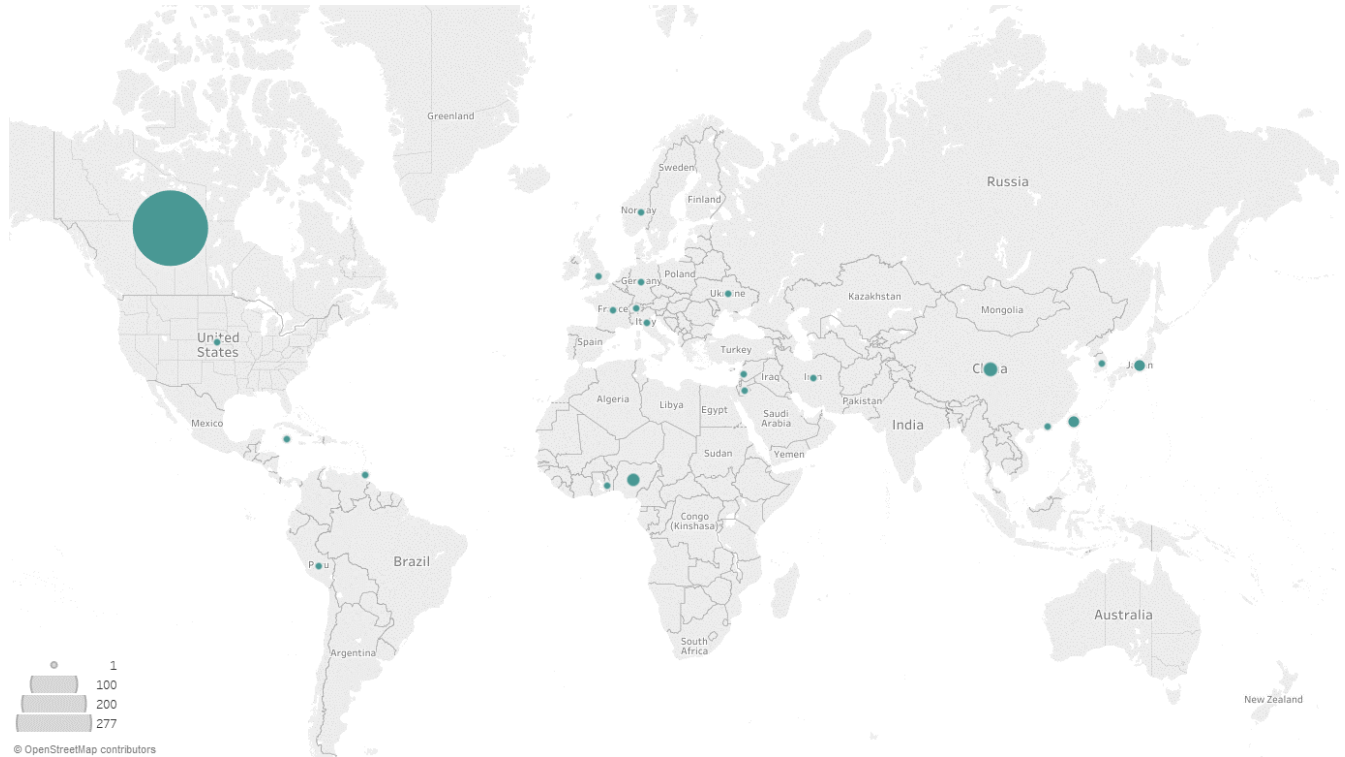 Greenland
Sweden
Finland
Russia
Norway
Poland
Germany
Ukraine
Kazakhstan
Mongolia
France
Italy
Spain
Turkey
United
States
China
Japan
Iraq
Iran
Algeria
Libya
Egypt
Pakistan
Saudi
Arabia
India
Mexico
Sudan
Yemen
Congo
(Kinshasa)
Brazil
Peru
Australia
South
Africa
Argentina
New Zealand
1
100
200
277
© OpenStreetMap contributors